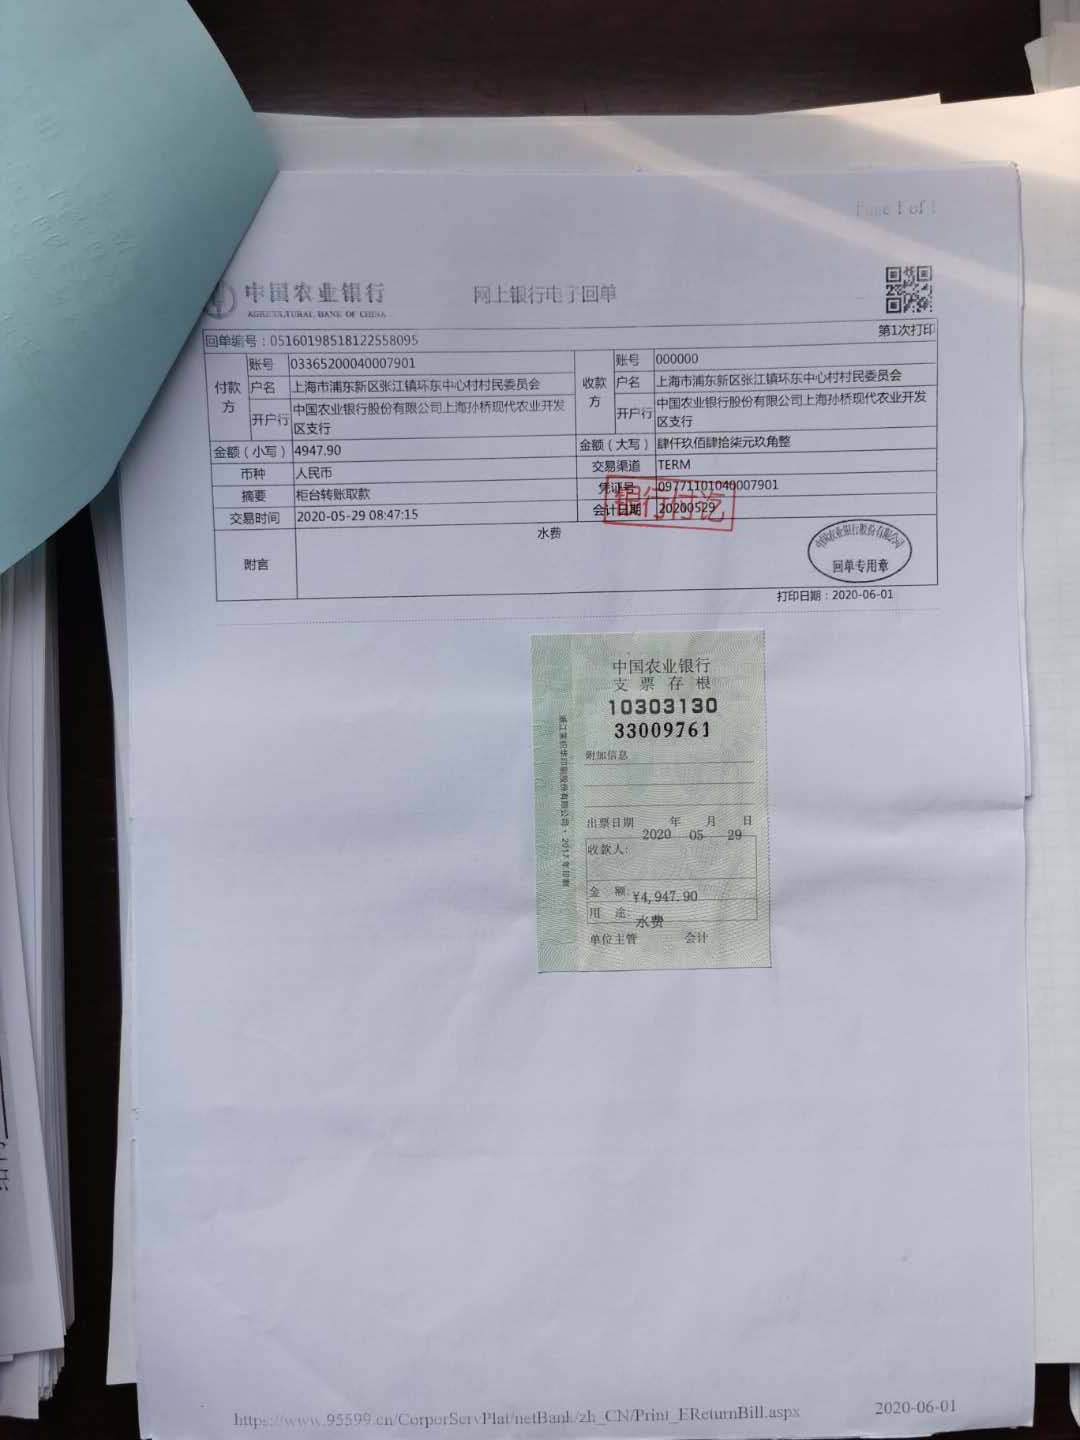 Page 1 of 1
中国农业银行
AGRICULTURAL BANK OF CHINA
网上银行电子回单
回单编号：05160198518122558095
第1次打印
付款方
账号 03365200040007901
户名 上海市浦东新区张江镇环东中心村村民委员会
开户行 中国农业银行股份有限公司上海孙桥现代农业开发
区支行
收款方
账号 000000
户名 上海市浦东新区张江镇环东中心村村民委员会
开户行 中国农业银行股份有限公司上海孙桥现代农业开发
区支行
金额（小写） 4947.90
金额（大写） 肆仟玖佰肆拾柒元玖角整
币种 人民币
交易渠道 TERM
摘要 柜台转账取款
凭证号 09771101040007901
交易时间 2020-05-29 08:47:15
会计日期 20200529
银行付讫
附言
水费
中国农业银行股份有限公司
回单专用章
打印日期：2020-06-01
中国农业银行
支票存根
10303130
33009761
附加信息
出票日期 年 月 日
2020 05 29
收款人:
金 额: ¥4,947.90
用 途: 水费
单位主管 会计
https://www.95599.cn/CorporServPlat/netBank/zh_CN/Print_EReturnBill.aspx
2020-06-01